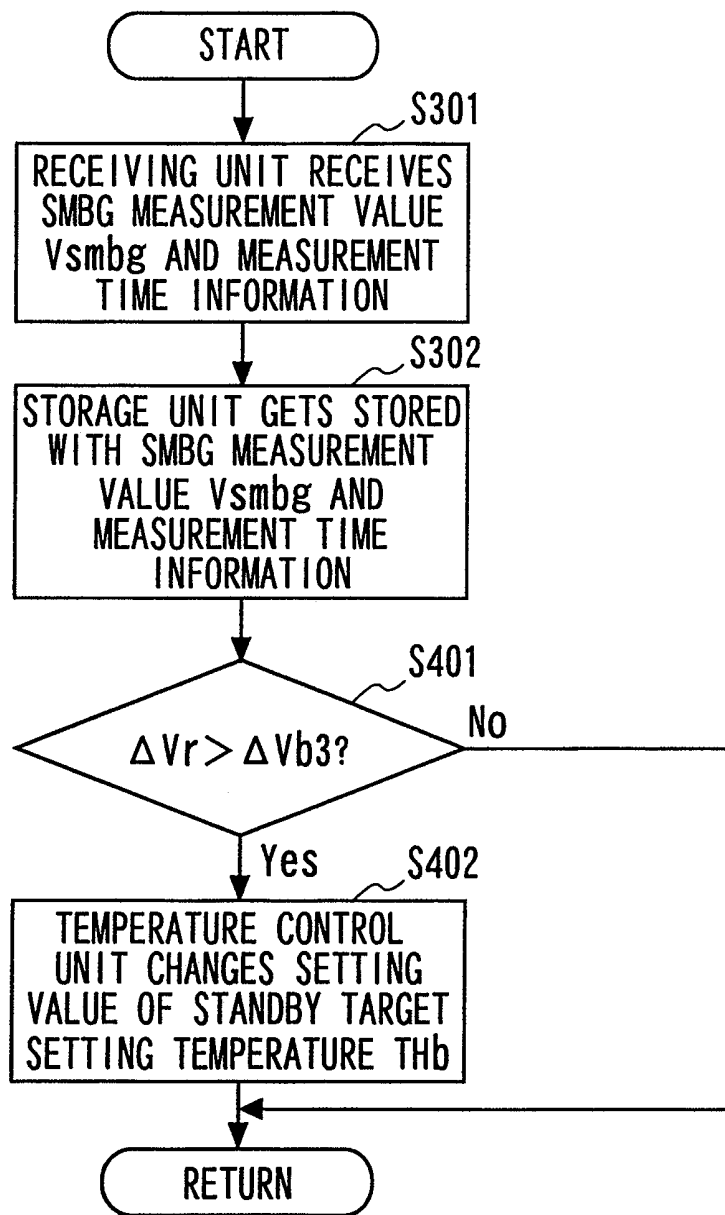 START
S301
RECEIVING UNIT RECEIVES
SMBG MEASUREMENT VALUE
Vsmbg AND MEASUREMENT
TIME INFORMATION
S302
STORAGE UNIT GETS STORED
WITH SMBG MEASUREMENT
VALUE Vsmbg AND
MEASUREMENT TIME
INFORMATION
S401
ΔVr > ΔVb3?
No
Yes
S402
TEMPERATURE CONTROL
UNIT CHANGES SETTING
VALUE OF STANDBY TARGET
SETTING TEMPERATURE THb
RETURN